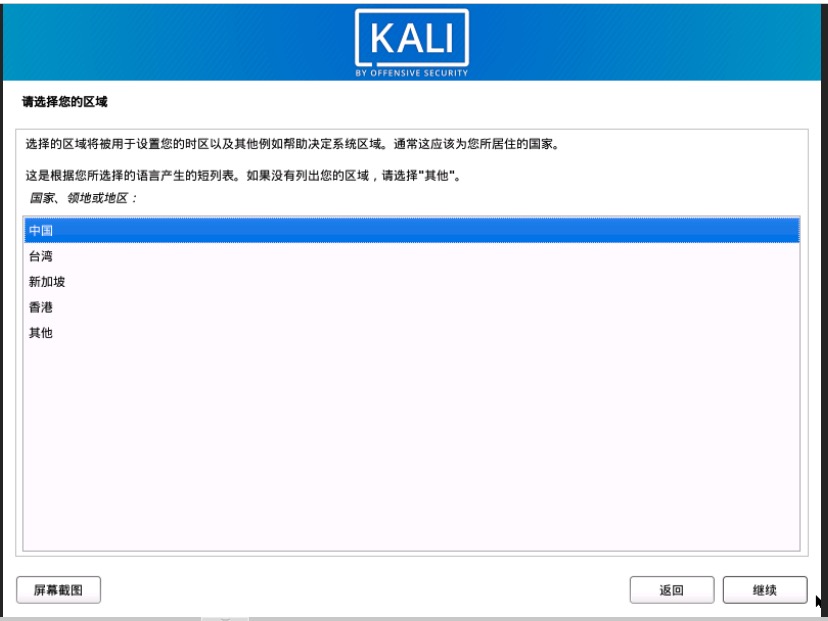 KALI
BY OFFENSIVE SECURITY
请选择您的区域
选择的区域将被用于设置您的时区以及其他例如帮助决定系统区域。通常这应该为您所居住的国家。
这是根据您所选择的语言产生的短列表。如果没有列出您的区域，请选择"其他"。
国家、领地或地区：
中国
台湾
新加坡
香港
其他
屏幕截图
返回
继续